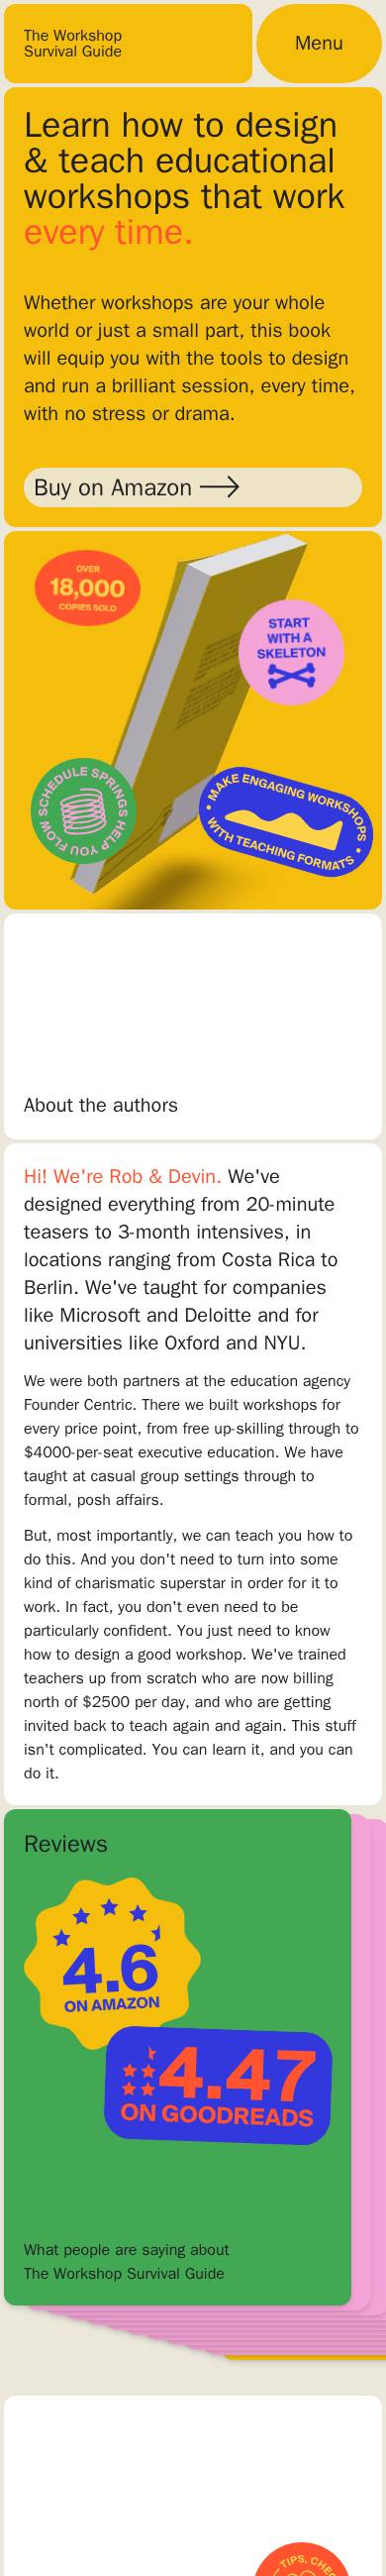 The Workshop
Survival Guide
Menu
Learn how to design
& teach educational
workshops that work
every time.
Whether workshops are your whole
world or just a small part, this book
will equip you with the tools to design
and run a brilliant session, every time,
with no stress or drama.
Buy on Amazon
OVER
18,000
COPIES SOLD
START
WITH A
SKELETON
SCHEDULE SPRINGS HELP YOU FLOW
MAKE ENGAGING WORKSHOPS
WITH TEACHING FORMATS
About the authors
Hi! We're Rob & Devin. We've
designed everything from 20-minute
teasers to 3-month intensives, in
locations ranging from Costa Rica to
Berlin. We've taught for companies
like Microsoft and Deloitte and for
universities like Oxford and NYU.
We were both partners at the education agency
Founder Centric. There we built workshops for
every price point, from free up-skilling through to
$4000-per-seat executive education. We have
taught at casual group settings through to
formal, posh affairs.
But, most importantly, we can teach you how to
do this. And you don't need to turn into some
kind of charismatic superstar in order for it to
work. In fact, you don't even need to be
particularly confident. You just need to know
how to design a good workshop. We've trained
teachers up from scratch who are now billing
north of $2500 per day, and who are getting
invited back to teach again and again. This stuff
isn't complicated. You can learn it, and you can
do it.
Reviews
4.6
ON AMAZON
4.47
ON GOODREADS
What people are saying about
The Workshop Survival Guide
TIPS,